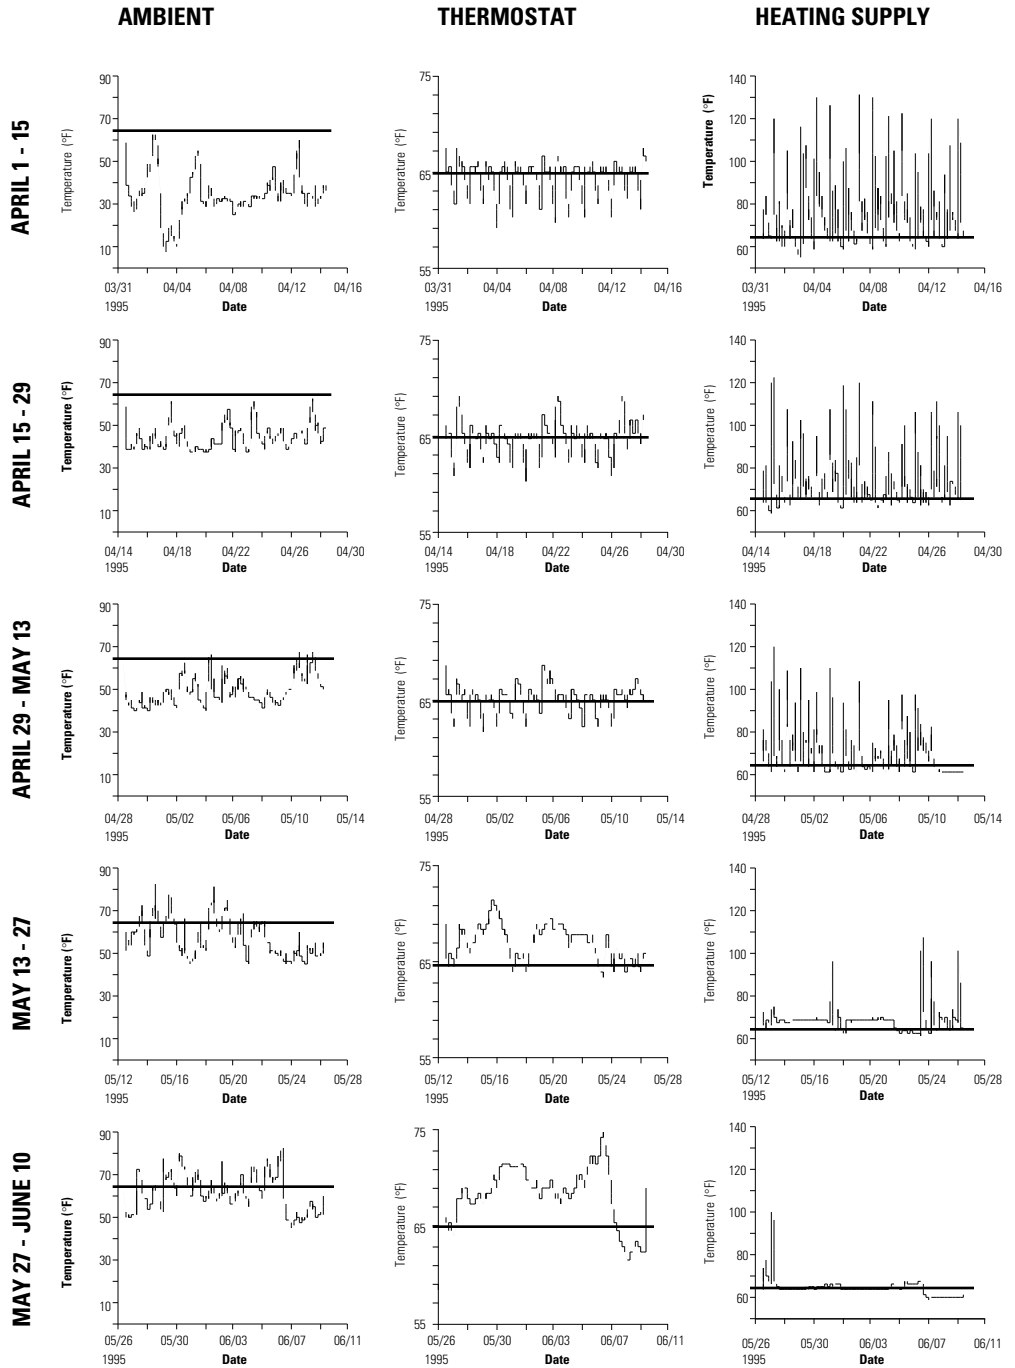 AMBIENT THERMOSTAT HEATING SUPPLY
APRIL 1 - 15
Temperature (°F)
90
70
50
30
10
03/31 04/04 04/08 04/12 04/16
1995 Date
Temperature (°F)
75
65
55
03/31 04/04 04/08 04/12 04/16
1995 Date
Temperature (°F)
140
120
100
80
60
03/31 04/04 04/08 04/12 04/16
1995 Date
APRIL 15 - 29
Temperature (°F)
90
70
50
30
10
04/14 04/18 04/22 04/26 04/30
1995 Date
Temperature (°F)
75
65
55
04/14 04/18 04/22 04/26 04/30
1995 Date
Temperature (°F)
140
120
100
80
60
04/14 04/18 04/22 04/26 04/30
1995 Date
APRIL 29 - MAY 13
Temperature (°F)
90
70
50
30
10
04/28 05/02 05/06 05/10 05/14
1995 Date
Temperature (°F)
75
65
55
04/28 05/02 05/06 05/10 05/14
1995 Date
Temperature (°F)
140
120
100
80
60
04/28 05/02 05/06 05/10 05/14
1995 Date
MAY 13 - 27
Temperature (°F)
90
70
50
30
10
05/12 05/16 05/20 05/24 05/28
1995 Date
Temperature (°F)
75
65
55
05/12 05/16 05/20 05/24 05/28
1995 Date
Temperature (°F)
140
120
100
80
60
05/12 05/16 05/20 05/24 05/28
1995 Date
MAY 27 - JUNE 10
Temperature (°F)
90
70
50
30
10
05/26 05/30 06/03 06/07 06/11
1995 Date
Temperature (°F)
75
65
55
05/26 05/30 06/03 06/07 06/11
1995 Date
Temperature (°F)
140
120
100
80
60
05/26 05/30 06/03 06/07 06/11
1995 Date